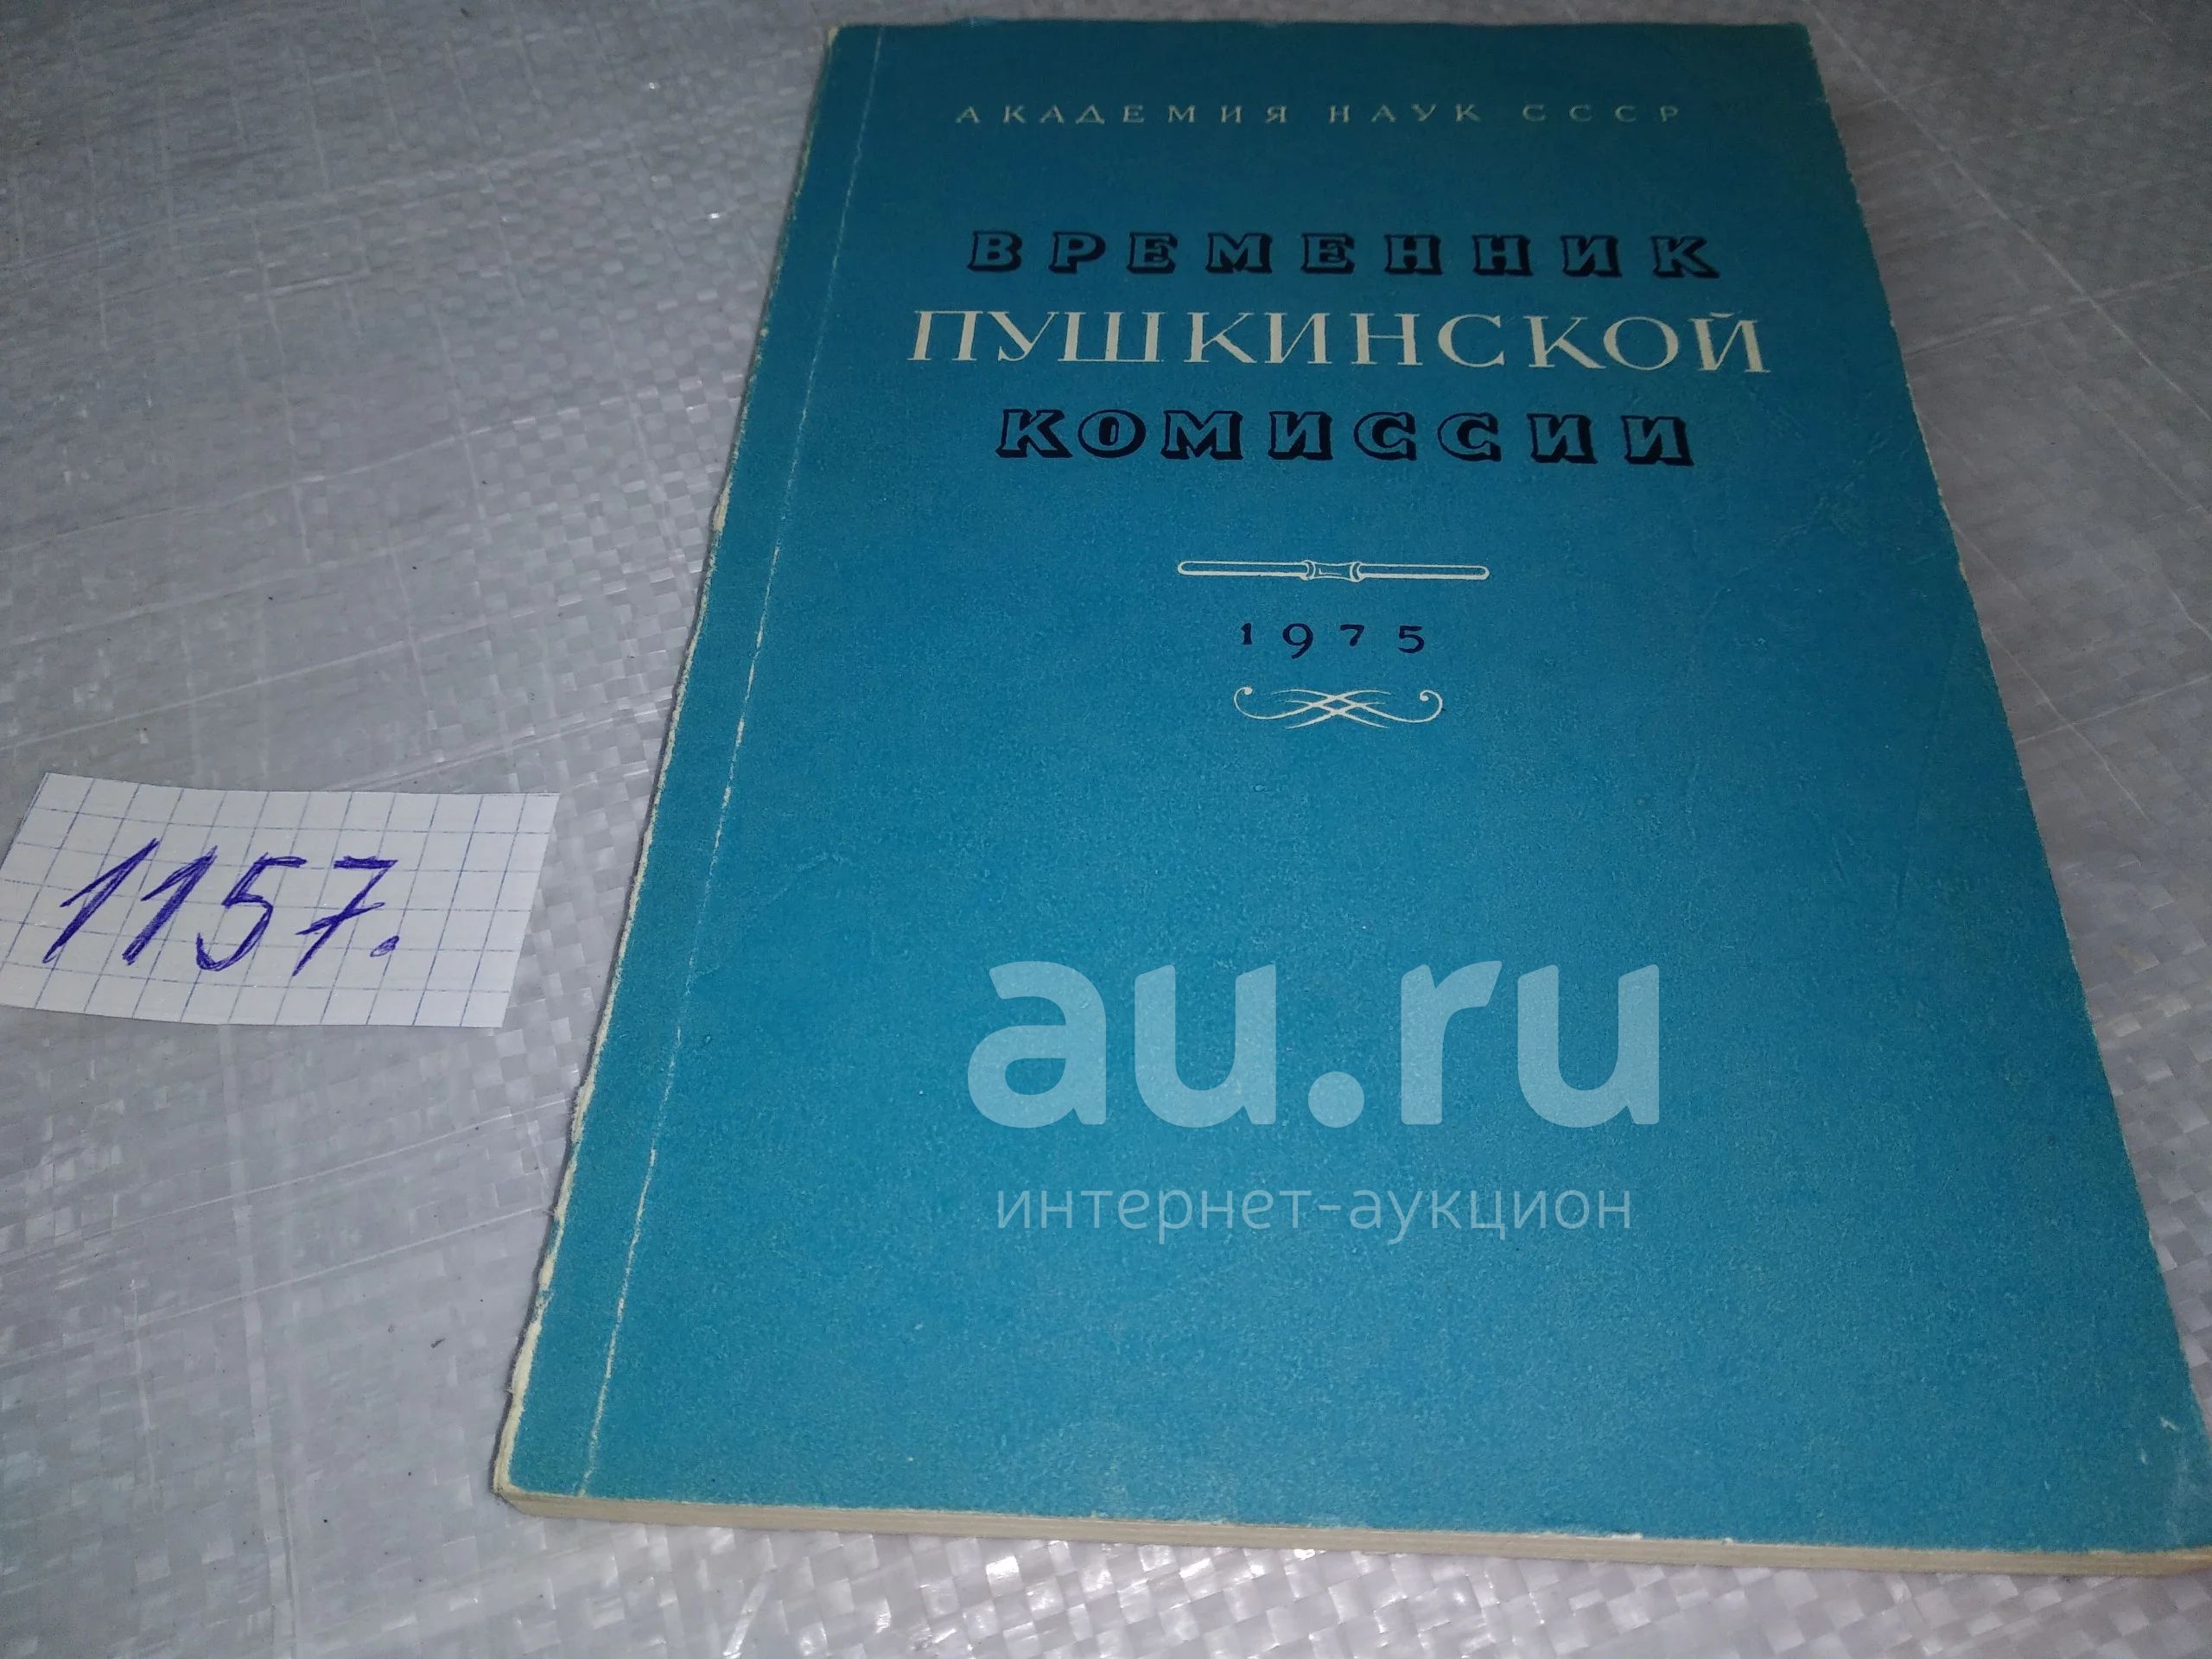 АКАДЕМИЯ НАУК СССР
ВРЕМЕННИК
ПУШКИНСКОЙ
КОМИССИИ
1975
1157.
au.ru
интернет-аукцион